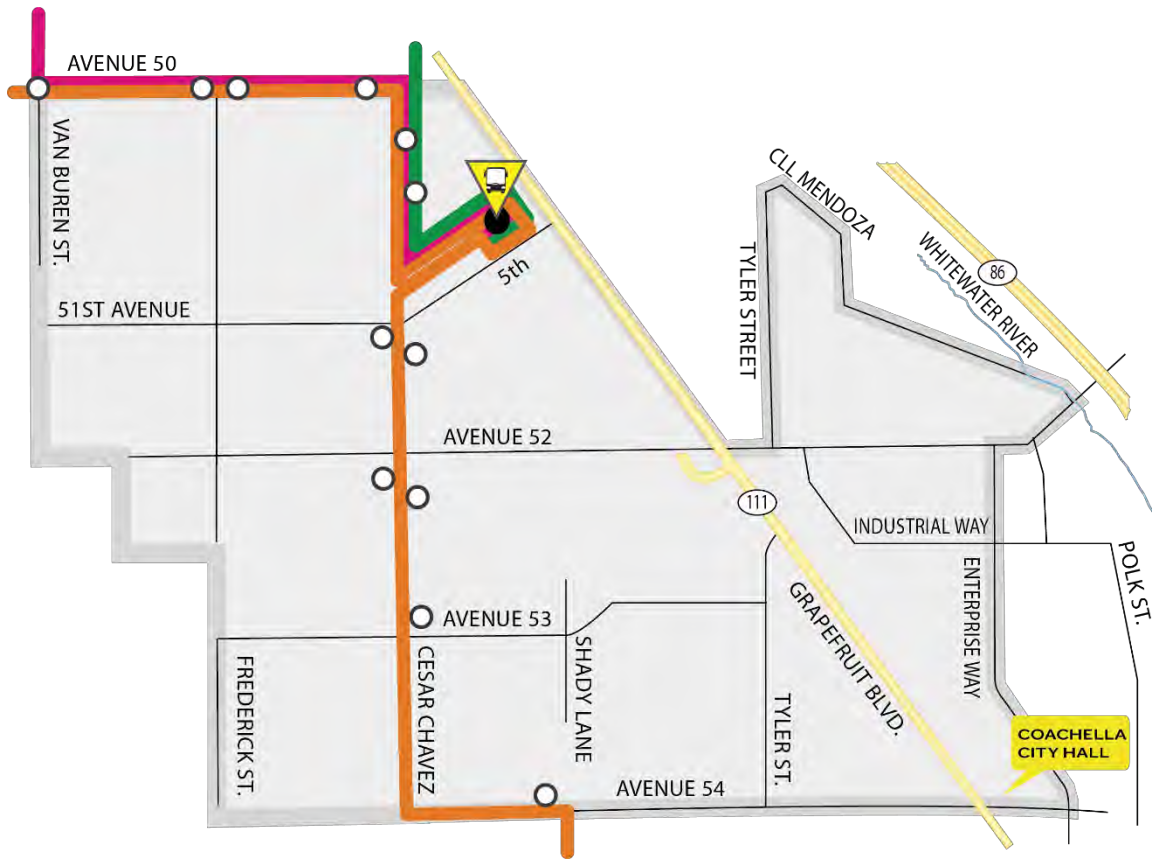 AVENUE 50
VAN BUREN ST.
CLL MENDOZA
WHITEWATER RIVER
86
TYLER STREET
5th
51ST AVENUE
AVENUE 52
111
INDUSTRIAL WAY
POLK ST.
ENTERPRISE WAY
GRAPEFRUIT BLVD.
AVENUE 53
SHADY LANE
CESAR CHAVEZ
FREDERICK ST.
TYLER ST.
COACHELLA
CITY HALL
AVENUE 54